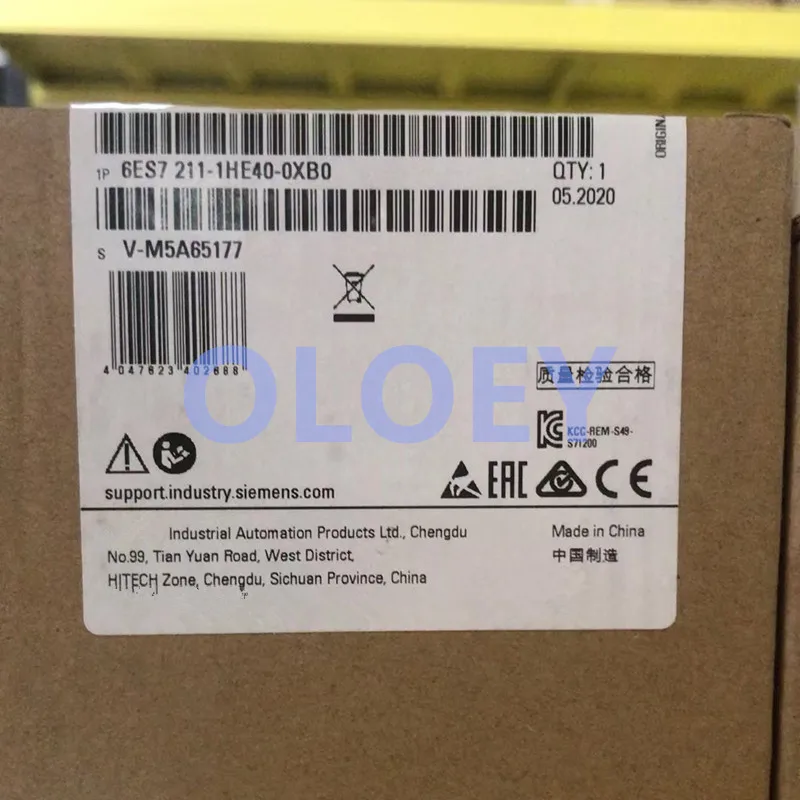 ORIGIN
1P 6ES7 211-1HE40-0XB0
QTY: 1
05.2020
S V-M5A65177
4 047623 402688
OLOEY
质量检验合格
KCC-REM-S49-
S71200
EAC
CE
support.industry.siemens.com
Industrial Automation Products Ltd., Chengdu
No.99, Tian Yuan Road, West District,
HITECH Zone, Chengdu, Sichuan Province, China
Made in China
中国制造